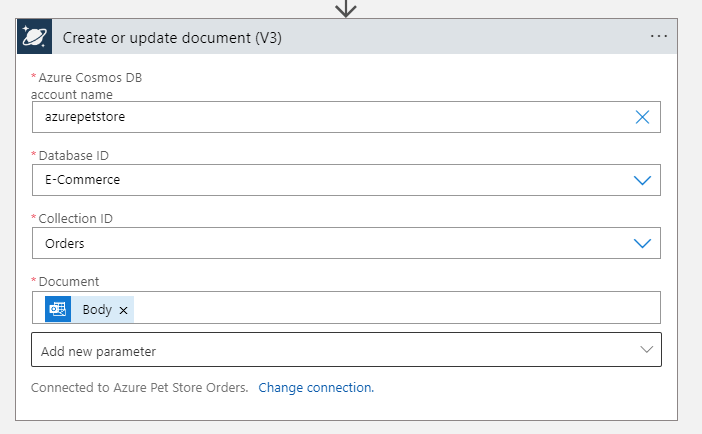 Create or update document (V3)
* Azure Cosmos DB
account name
azurepetstore
* Database ID
E-Commerce
* Collection ID
Orders
* Document
Body
Add new parameter
Connected to Azure Pet Store Orders. Change connection.